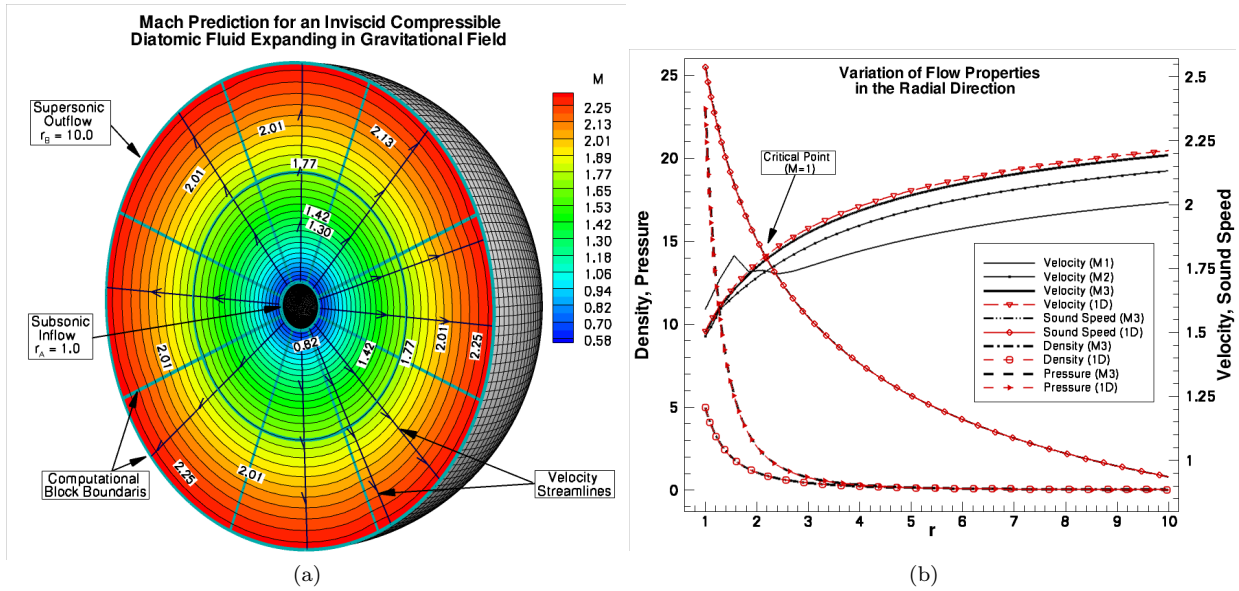 Mach Prediction for an Inviscid Compressible
Diatomic Fluid Expanding in Gravitational Field
Supersonic
Outflow
r_B = 10.0
Subsonic
Inflow
r_A = 1.0
Computational
Block Boundaris
Velocity
Streamlines
2.01
2.13
2.01
1.77
1.42
1.30
0.82
1.42
1.77
2.01
2.25
2.01
2.25
2.01
M
2.25
2.13
2.01
1.89
1.77
1.66
1.54
1.42
1.30
1.18
1.06
0.94
0.82
0.70
0.58
(a)
Variation of Flow Properties
in the Radial Direction
Critical Point
(M=1)
Density, Pressure
25
20
15
10
5
0
Velocity, Sound Speed
2.5
2.25
2
1.75
1.5
1.25
1
Velocity (M1)
Velocity (M2)
Velocity (M3)
Velocity (1D)
Sound Speed (M3)
Sound Speed (1D)
Density (M3)
Density (1D)
Pressure (M3)
Pressure (1D)
1 2 3 4 5 6 7 8 9 10
r
(b)